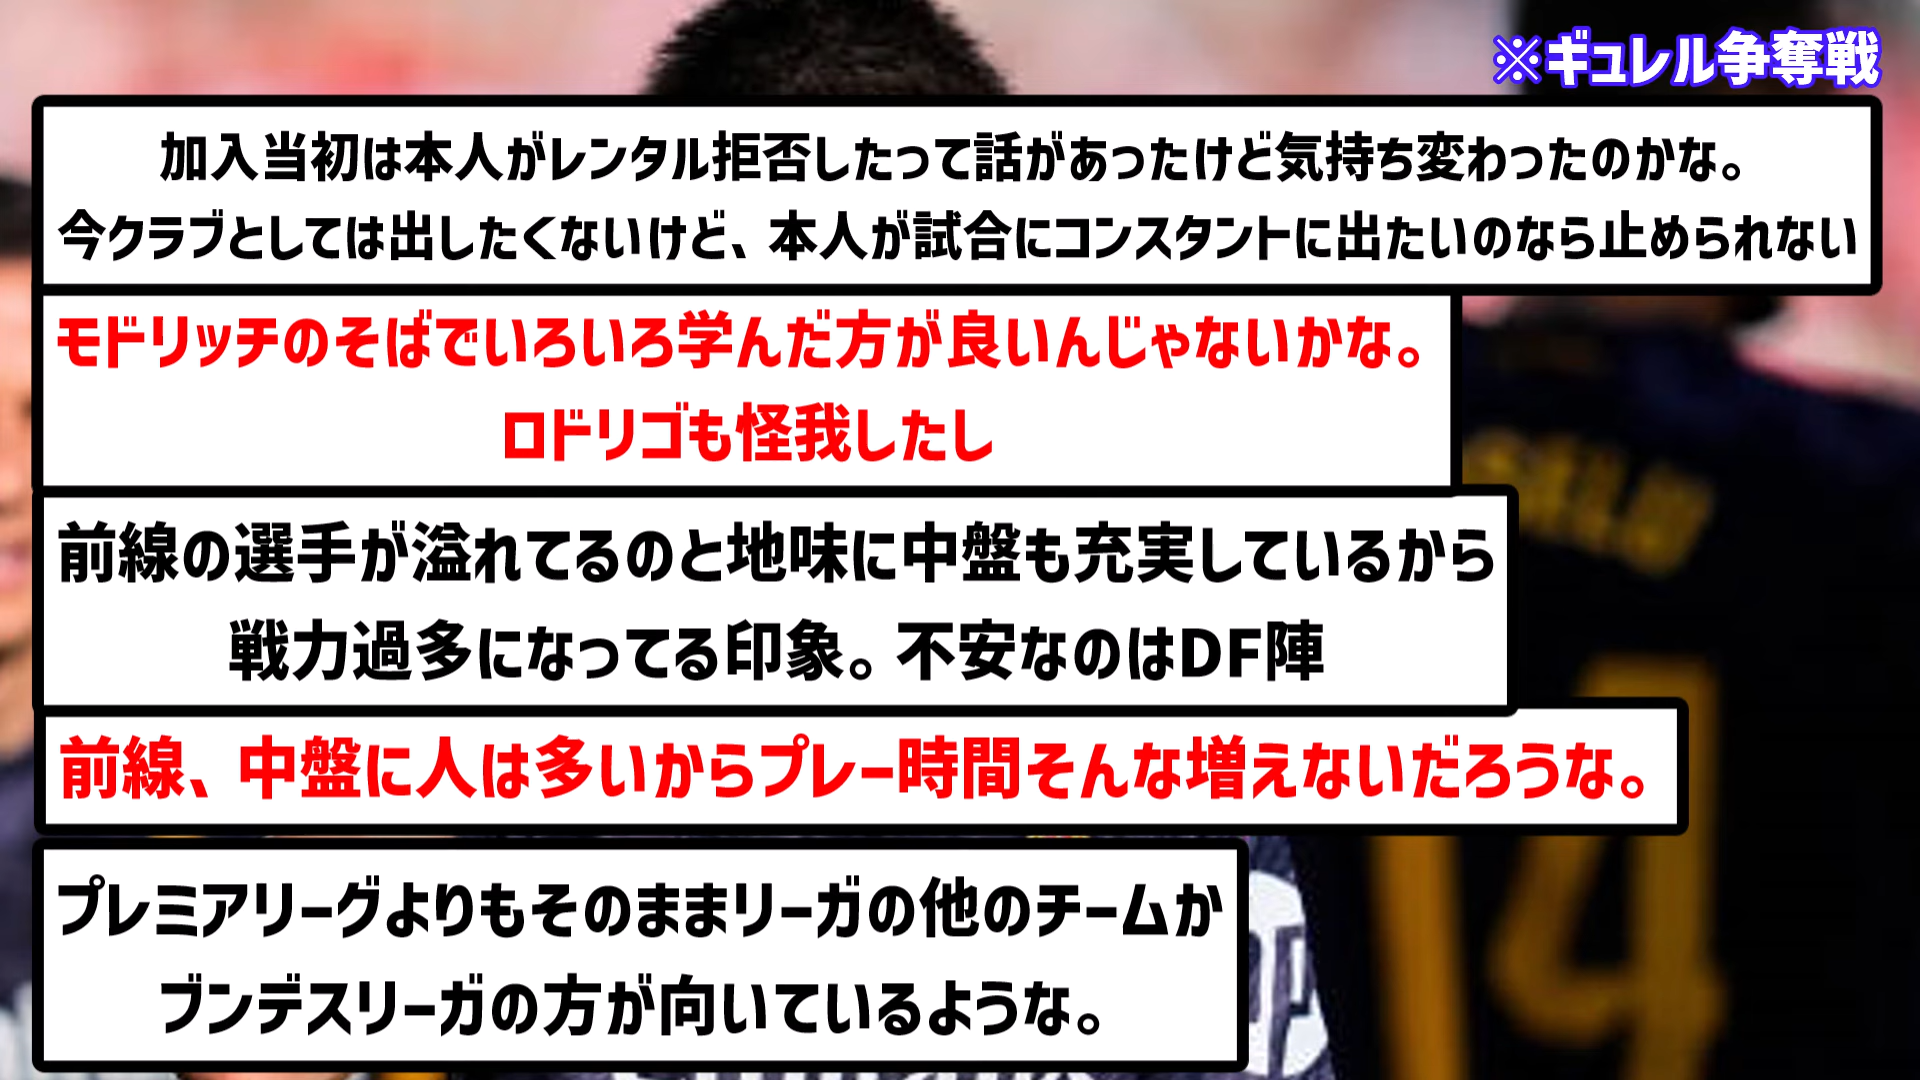 ※ギュレル争奪戦
加入当初は本人がレンタル拒否したって話があったけど気持ち変わったのかな。
今クラブとしては出したくないけど、本人が試合にコンスタントに出たいのなら止められない
モドリッチのそばでいろいろ学んだ方が良いんじゃないかな。
ロドリゴも怪我したし
前線の選手が溢れてるのと地味に中盤も充実しているから
戦力過多になってる印象。不安なのはDF陣
前線、中盤に人は多いからプレー時間そんな増えないだろうな。
プレミアリーグよりもそのままリーガの他のチームか
ブンデスリーガの方が向いているような。
14